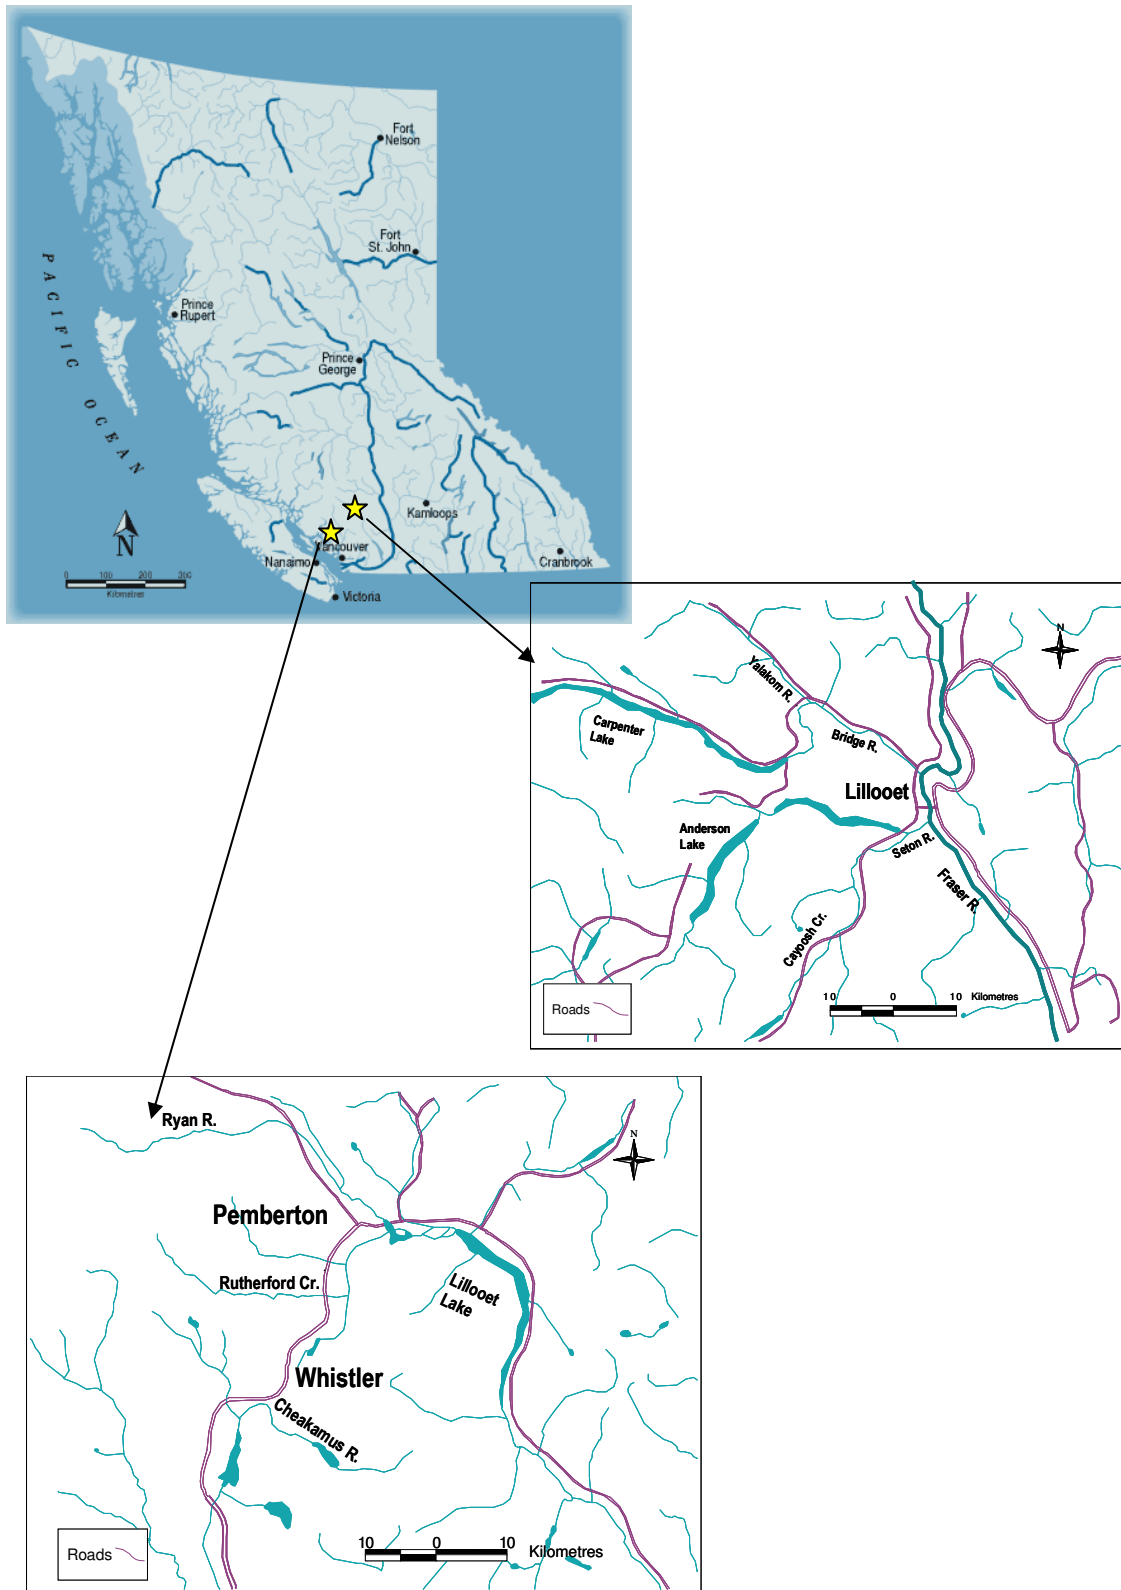 Fort
Nelson
Fort
St. John
PACIFIC OCEAN
Prince
Rupert
Prince
George
Kamloops
Vancouver
Nanaimo
Cranbrook
Victoria
N
0 100 200 300
Kilometres
N
Yalakom R.
Carpenter
Lake
Bridge R.
Lillooet
Anderson
Lake
Seton R.
Fraser R.
Cayoosh Cr.
10 0 10 Kilometres
Roads
Ryan R.
N
Pemberton
Rutherford Cr.
Lillooet
Lake
Whistler
Cheakamus R.
10 0 10
Kilometres
Roads